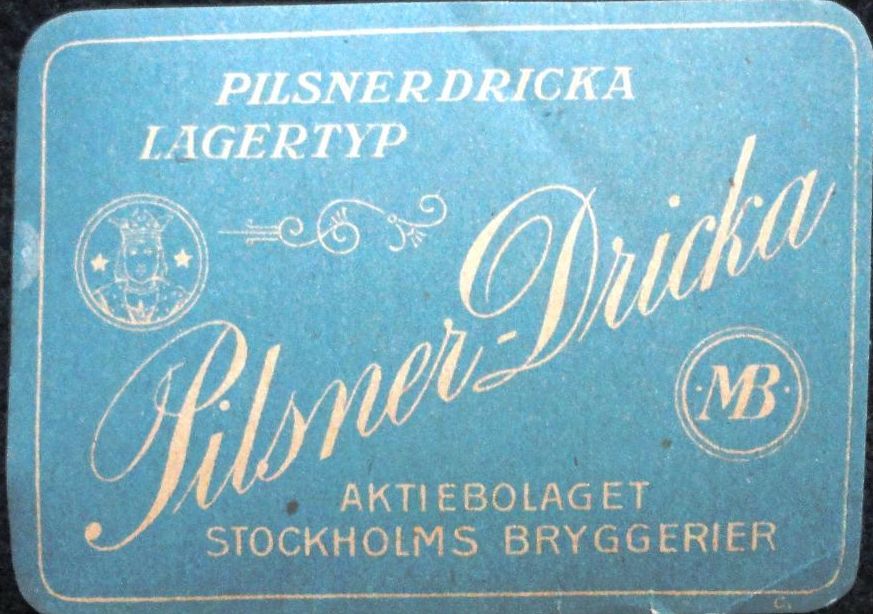 PILSNERDRICKA
LAGERTYP
Pilsner-Dricka
·MB·
AKTIEBOLAGET
STOCKHOLMS BRYGGERIER
G.